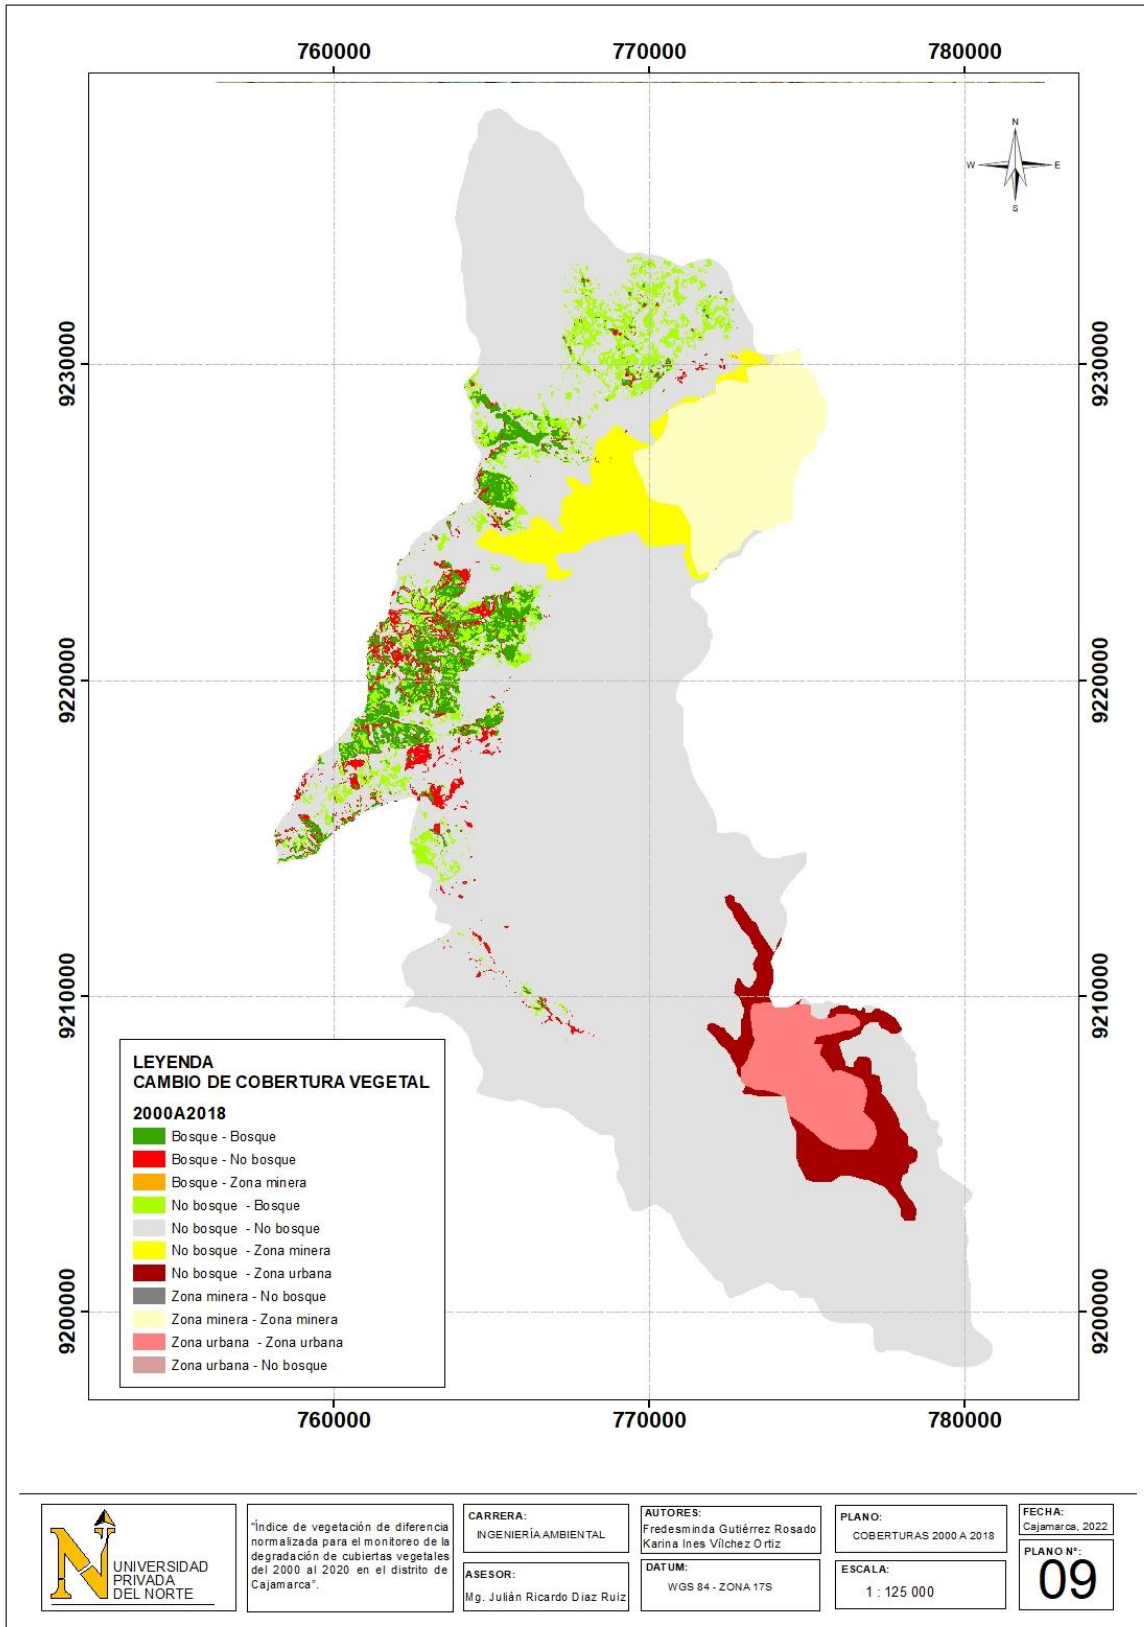 760000
770000
780000
N
W
E
S
9230000
9230000
9220000
9220000
9210000
9210000
9200000
9200000
LEYENDA
CAMBIO DE COBERTURA VEGETAL
2000A2018
Bosque - Bosque
Bosque - No bosque
Bosque - Zona minera
No bosque - Bosque
No bosque - No bosque
No bosque - Zona minera
No bosque - Zona urbana
Zona minera - No bosque
Zona minera - Zona minera
Zona urbana - Zona urbana
Zona urbana - No bosque
760000
770000
780000
N
UNIVERSIDAD
PRIVADA
DEL NORTE
"Índice de vegetación de diferencia
normalizada para el monitoreo de la
degradación de cubiertas vegetales
del 2000 al 2020 en el distrito de
Cajamarca".
CARRERA:
INGENIERÍA AMBIENTAL
ASESOR:
Mg. Julián Ricardo Diaz Ruiz
AUTORES:
Fredesminda Gutiérrez Rosado
Karina Ines Vílchez Ortiz
DATUM:
WGS 84 - ZONA 17S
PLANO:
COBERTURAS 2000 A 2018
ESCALA:
1 : 125 000
FECHA:
Cajamarca, 2022
PLANO Nº:
09